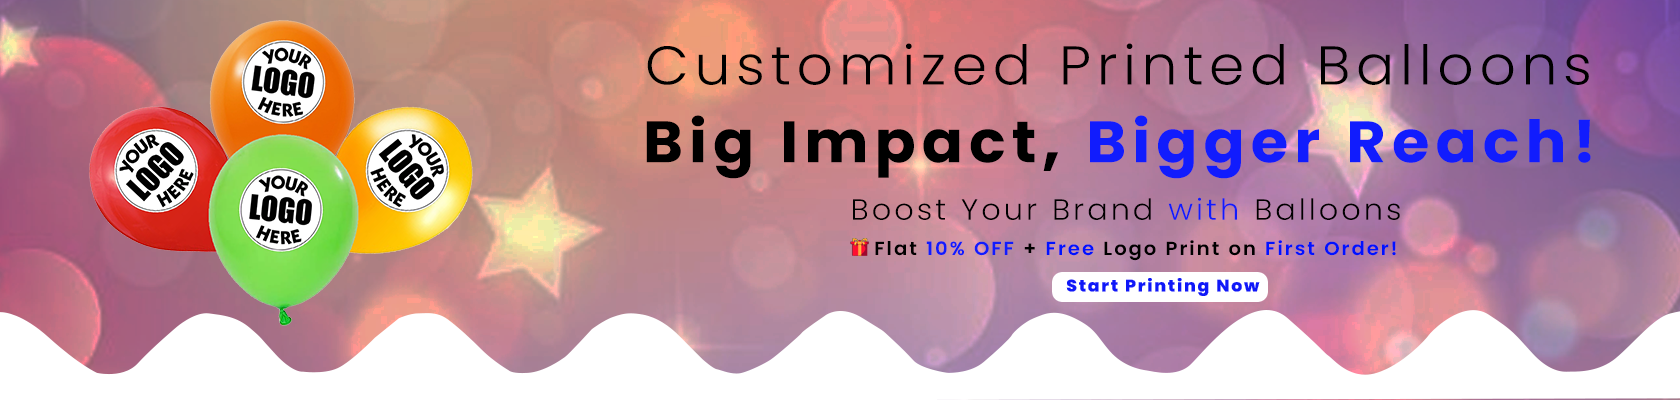 YOUR
LOGO
HERE
YOUR
LOGO
HERE
YOUR
LOGO
HERE
YOUR
LOGO
HERE
Customized Printed Balloons
Big Impact, Bigger Reach!
Boost Your Brand with Balloons
🎁Flat 10% OFF + Free Logo Print on First Order!
Start Printing Now